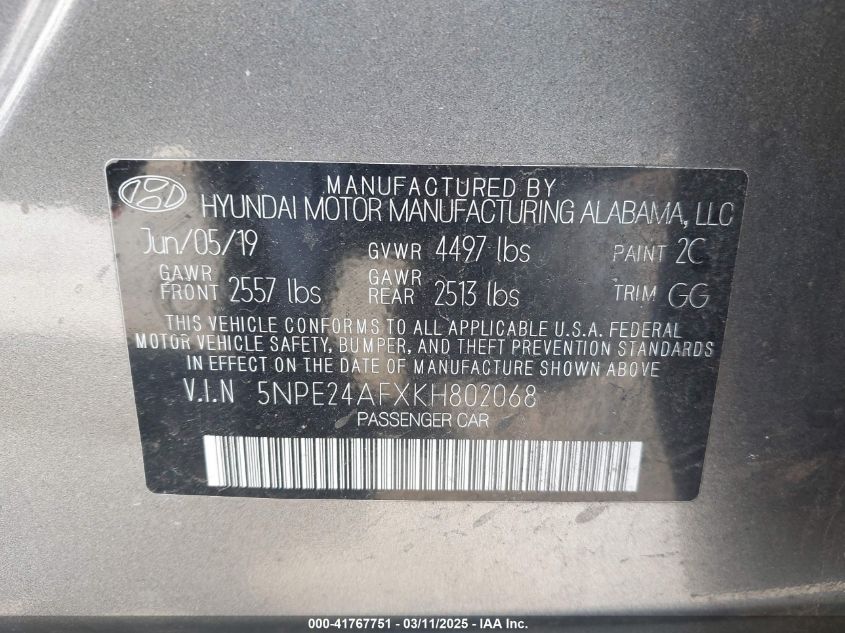 MANUFACTURED BY
HYUNDAI MOTOR MANUFACTURING ALABAMA, LLC
Jun/05/19 GVWR 4497 lbs PAINT 2C
GAWR FRONT 2557 lbs GAWR REAR 2513 lbs TRIM GG
THIS VEHICLE CONFORMS TO ALL APPLICABLE U.S.A. FEDERAL
MOTOR VEHICLE SAFETY, BUMPER, AND THEFT PREVENTION STANDARDS
IN EFFECT ON THE DATE OF MANUFACTURE SHOWN ABOVE
V.I.N 5NPE24AFXKH802068
PASSENGER CAR
000-41767751 — 03/11/2025 — IAA Inc.